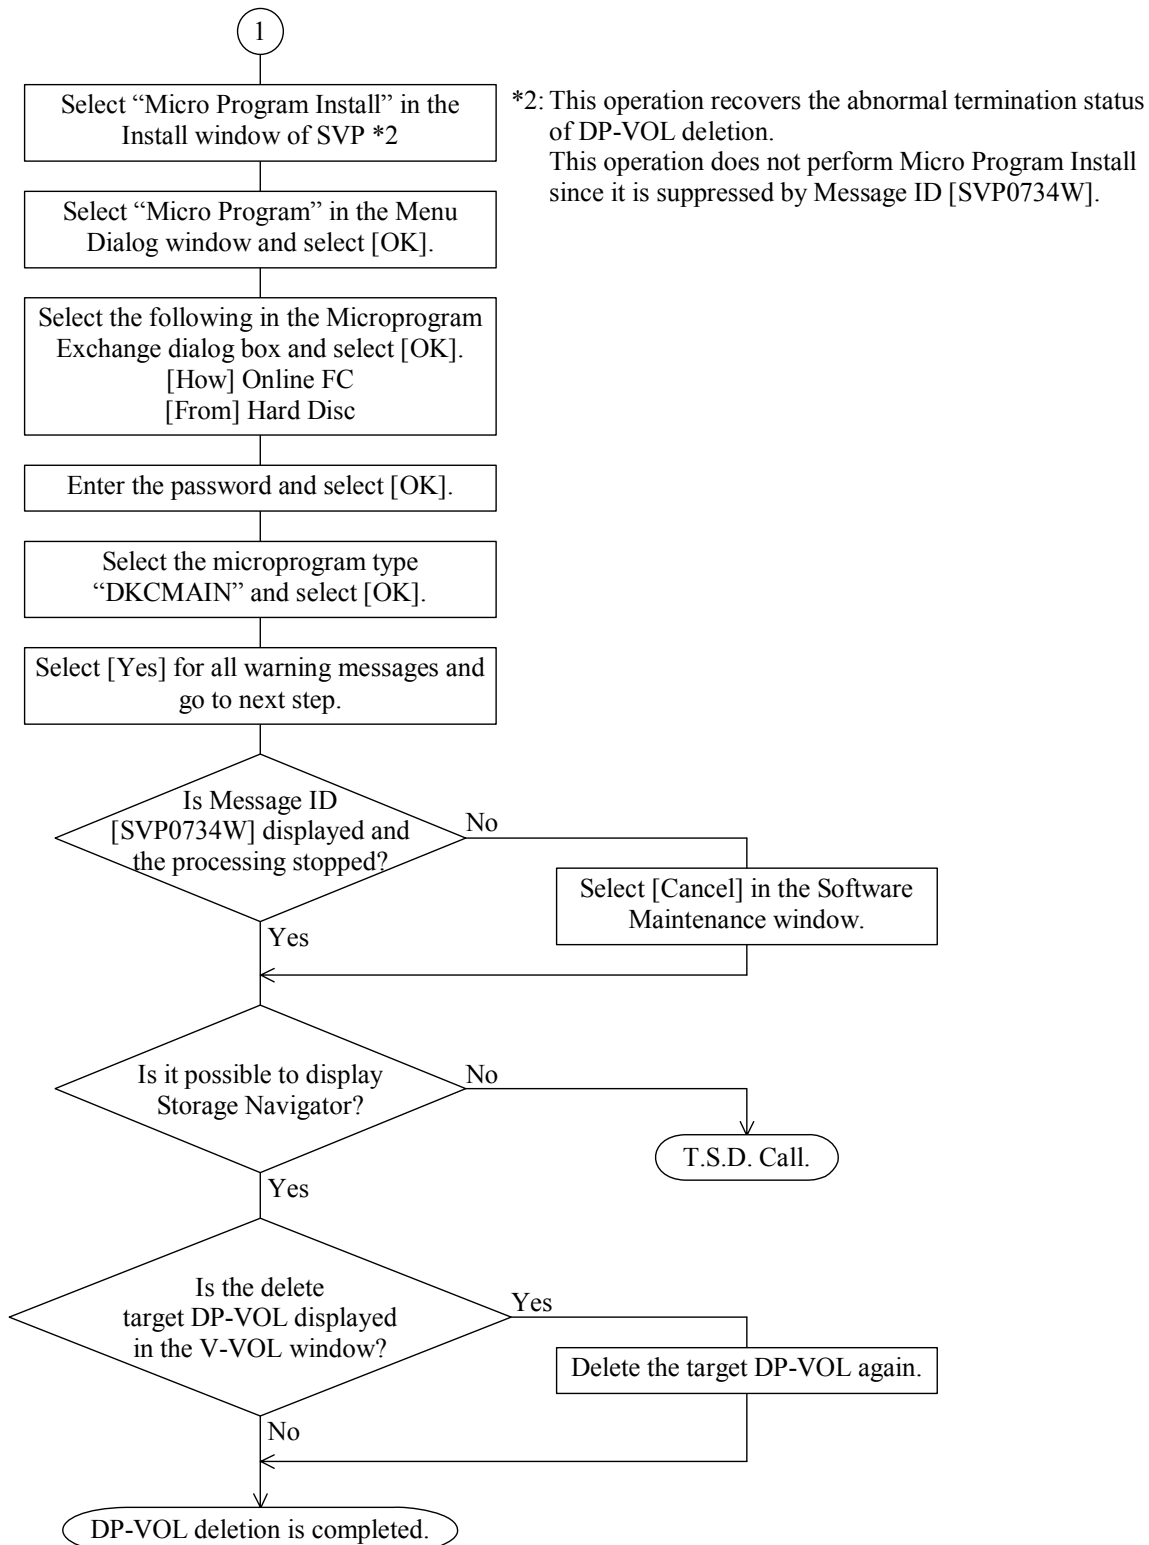 1
Select “Micro Program Install” in the
Install window of SVP *2
*2: This operation recovers the abnormal termination status
of DP-VOL deletion.
This operation does not perform Micro Program Install
since it is suppressed by Message ID [SVP0734W].
Select “Micro Program” in the Menu
Dialog window and select [OK].
Select the following in the Microprogram
Exchange dialog box and select [OK].
[How] Online FC
[From] Hard Disc
Enter the password and select [OK].
Select the microprogram type
“DKCMAIN” and select [OK].
Select [Yes] for all warning messages and
go to next step.
Is Message ID
[SVP0734W] displayed and
the processing stopped?
No
Select [Cancel] in the Software
Maintenance window.
Yes
Is it possible to display
Storage Navigator?
No
T.S.D. Call.
Yes
Is the delete
target DP-VOL displayed
in the V-VOL window?
Yes
Delete the target DP-VOL again.
No
DP-VOL deletion is completed.